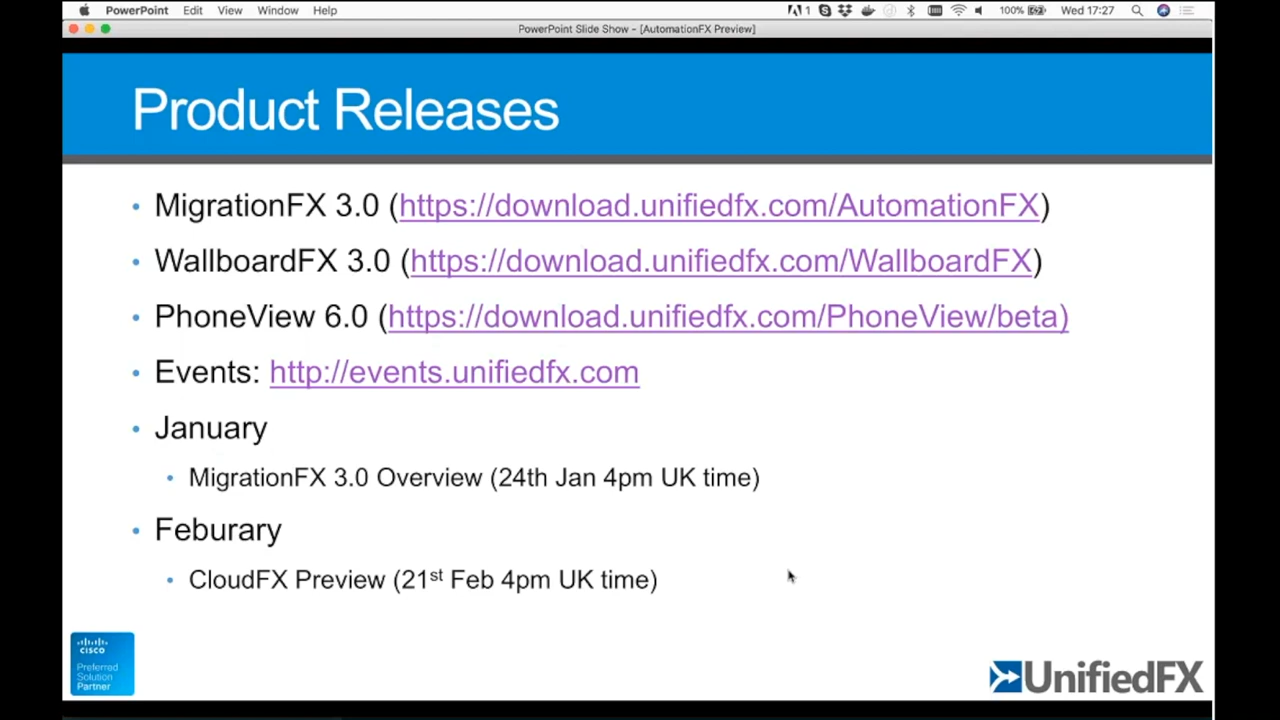 PowerPoint Edit View Window Help 1 100% Wed 17:27
PowerPoint Slide Show - [AutomationFX Preview]
Product Releases
• MigrationFX 3.0 (https://download.unifiedfx.com/AutomationFX)
• WallboardFX 3.0 (https://download.unifiedfx.com/WallboardFX)
• PhoneView 6.0 (https://download.unifiedfx.com/PhoneView/beta)
• Events: http://events.unifiedfx.com
• January
• MigrationFX 3.0 Overview (24th Jan 4pm UK time)
• Feburary
• CloudFX Preview (21st Feb 4pm UK time)
CISCO
Preferred
Solution
Partner
UnifiedFX